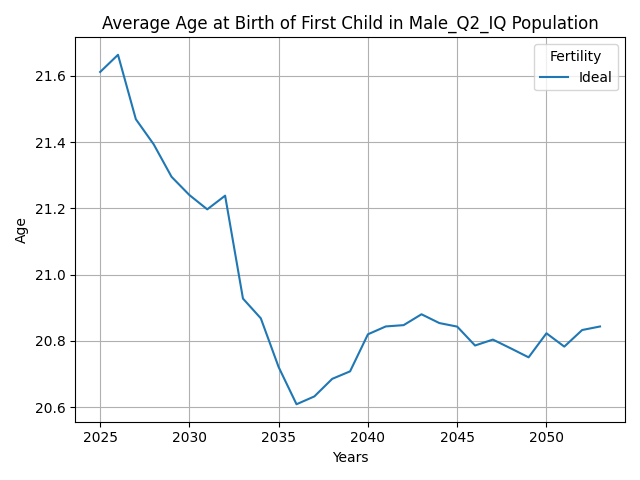 Average Age at Birth of First Child in Male_Q2_IQ Population
Fertility
Ideal
21.6
21.4
21.2
21.0
20.8
20.6
Age
2025 2030 2035 2040 2045 2050
Years